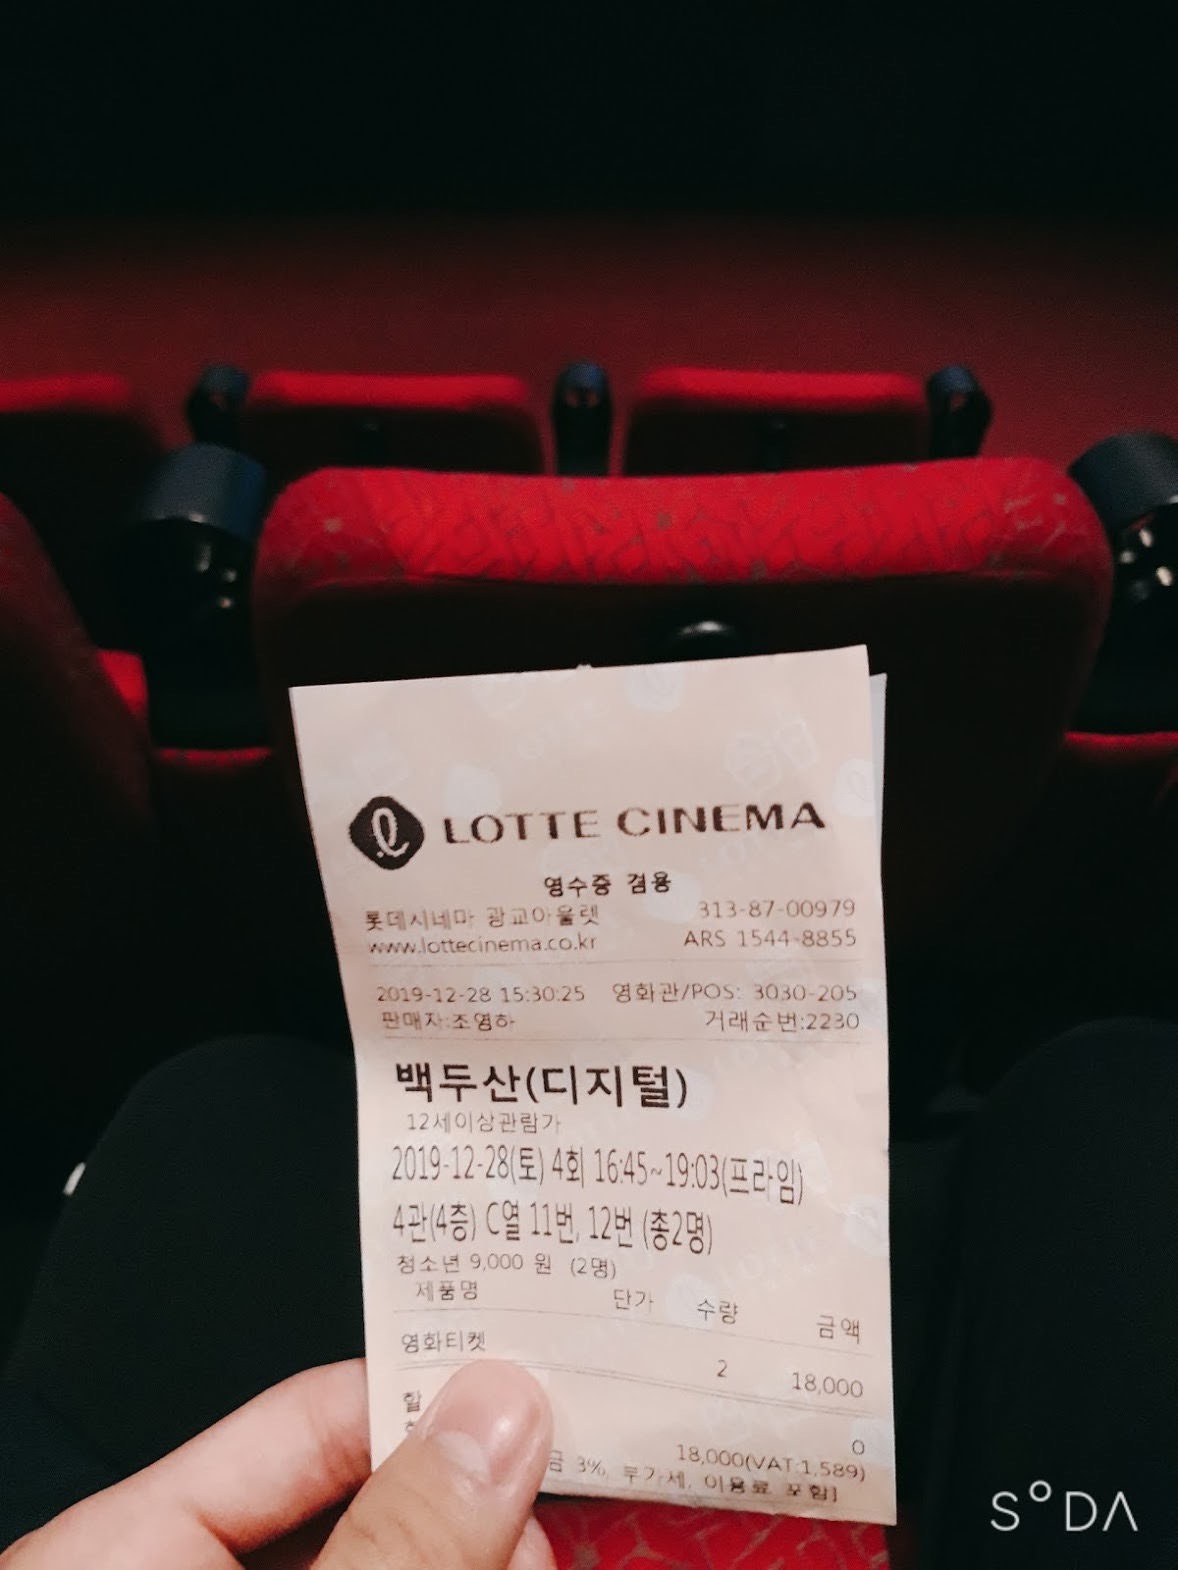 LOTTE CINEMA
영수증 겸용
롯데시네마 광교아울렛 313-87-00979
www.lottecinema.co.kr ARS 1544-8855
2019-12-28 15:30:25 영화관/POS: 3030-205
판매자:조영하 거래순번:2230
백두산(디지털)
12세이상관람가
2019-12-28(토) 4회 16:45~19:03(프라임)
4관(4층) C열 11번, 12번 (총2명)
청소년 9,000 원 (2명)
제품명 단가 수량 금액
영화티켓 2 18,000
할 0
18,000(VAT:1,589)
금 3%, 부가세, 이용료 포함]
SODA